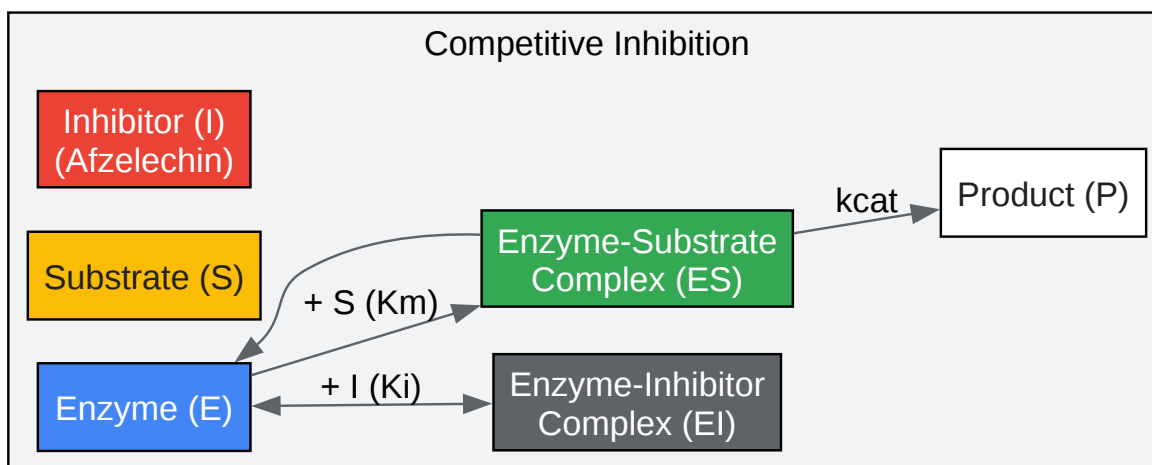 Competitive Inhibition
Inhibitor (I)
(Afzelechin)
Substrate (S)
Enzyme (E)
+ S (Km)
+ I (Ki)
Enzyme-Substrate
Complex (ES)
Enzyme-Inhibitor
Complex (EI)
kcat
Product (P)